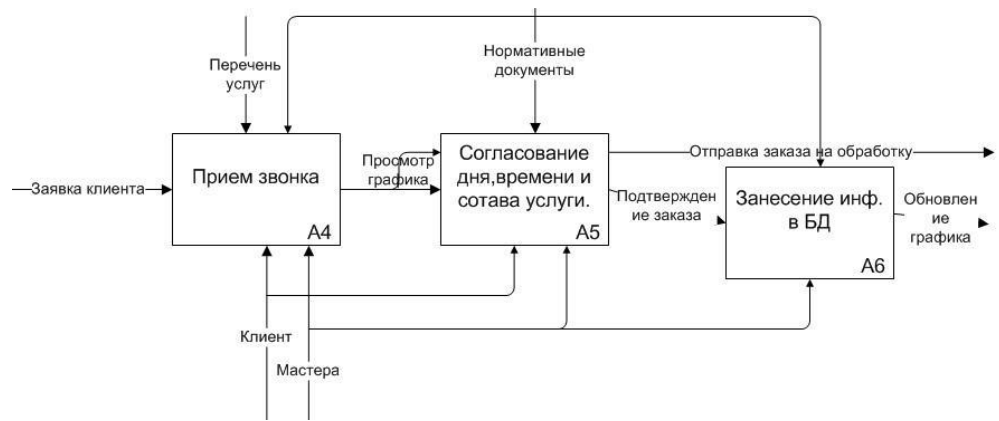 Перечень
услуг
Нормативные
документы
Заявка клиента
Прием звонка
A4
Просмотр
графика
Согласование
дня,времени и
сотава услуги.
A5
Отправка заказа на обработку
Подтвержден
ие заказа
Занесение инф.
в БД
A6
Обновлен
ие
графика
Клиент
Мастера